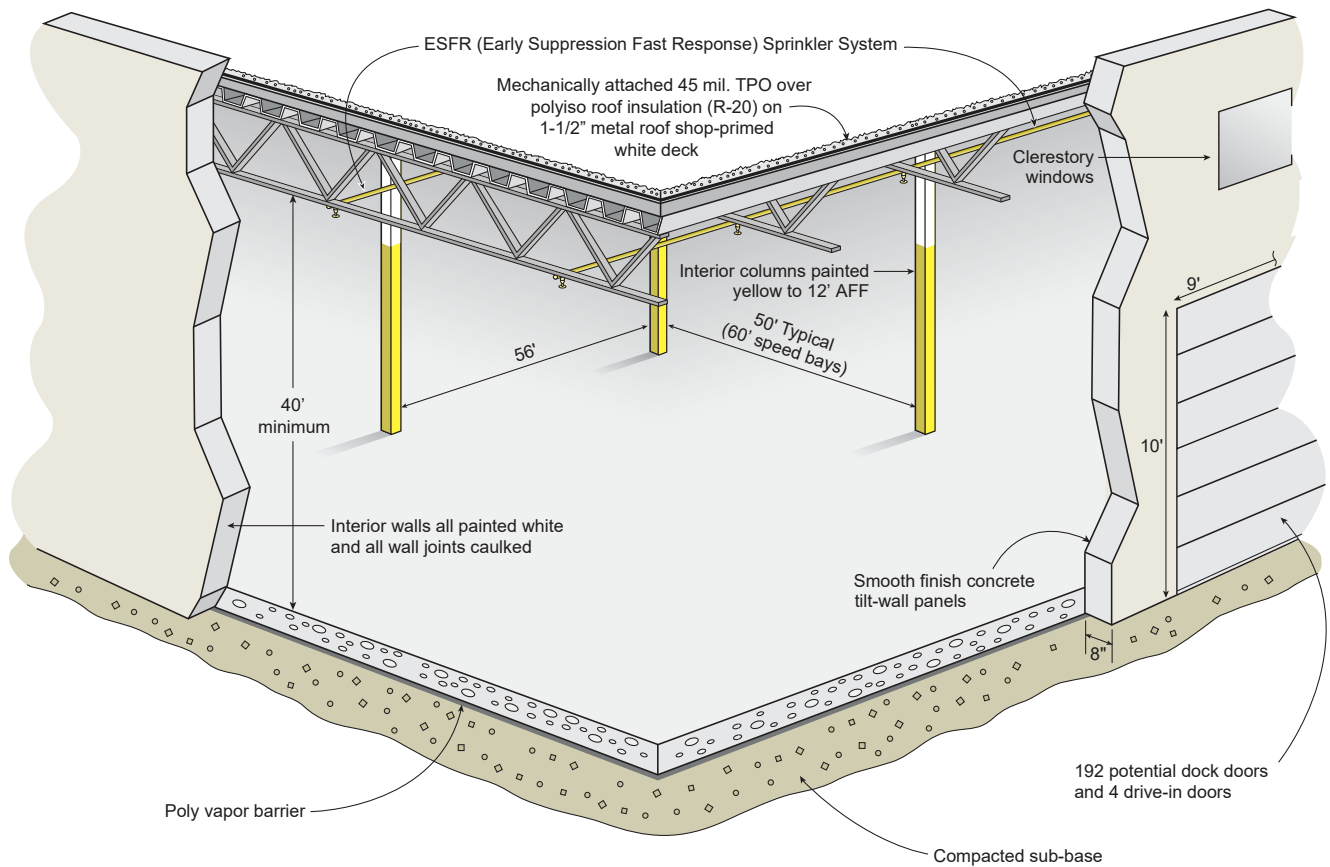 ESFR (Early Suppression Fast Response) Sprinkler System
Mechanically attached 45 mil. TPO over
polyiso roof insulation (R-20) on
1-1/2” metal roof shop-primed
white deck
Clerestory
windows
Interior columns painted
yellow to 12’ AFF
9'
56'
50' Typical
(60’ speed bays)
40’
minimum
10'
Interior walls all painted white
and all wall joints caulked
Smooth finish concrete
tilt-wall panels
8"
192 potential dock doors
and 4 drive-in doors
Poly vapor barrier
Compacted sub-base